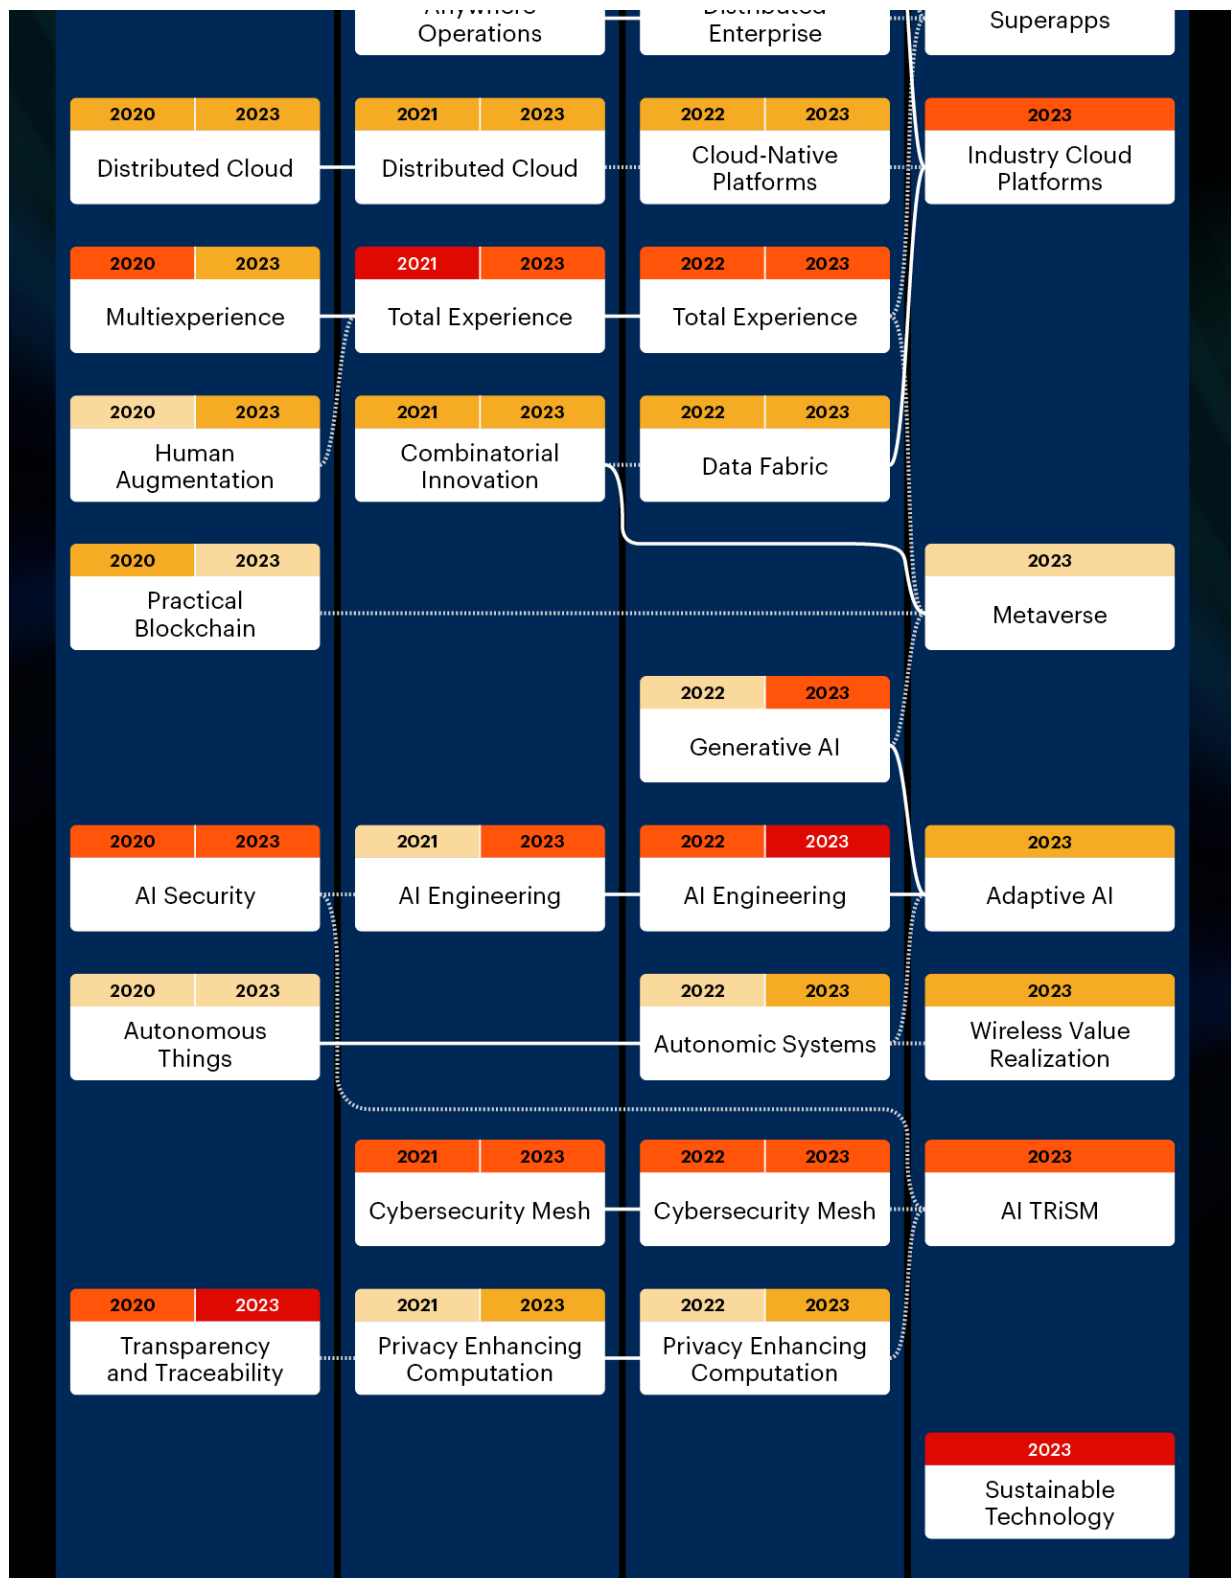 Anywhere
Operations
Distributed
Enterprise
Superapps
2020 2023
Distributed Cloud
2021 2023
Distributed Cloud
2022 2023
Cloud-Native
Platforms
2023
Industry Cloud
Platforms
2020 2023
Multiexperience
2021 2023
Total Experience
2022 2023
Total Experience
2020 2023
Human
Augmentation
2021 2023
Combinatorial
Innovation
2022 2023
Data Fabric
2020 2023
Practical
Blockchain
2023
Metaverse
2022 2023
Generative AI
2020 2023
AI Security
2021 2023
AI Engineering
2022 2023
AI Engineering
2023
Adaptive AI
2020 2023
Autonomous
Things
2022 2023
Autonomic Systems
2023
Wireless Value
Realization
2021 2023
Cybersecurity Mesh
2022 2023
Cybersecurity Mesh
2023
AI TRiSM
2020 2023
Transparency
and Traceability
2021 2023
Privacy Enhancing
Computation
2022 2023
Privacy Enhancing
Computation
2023
Sustainable
Technology